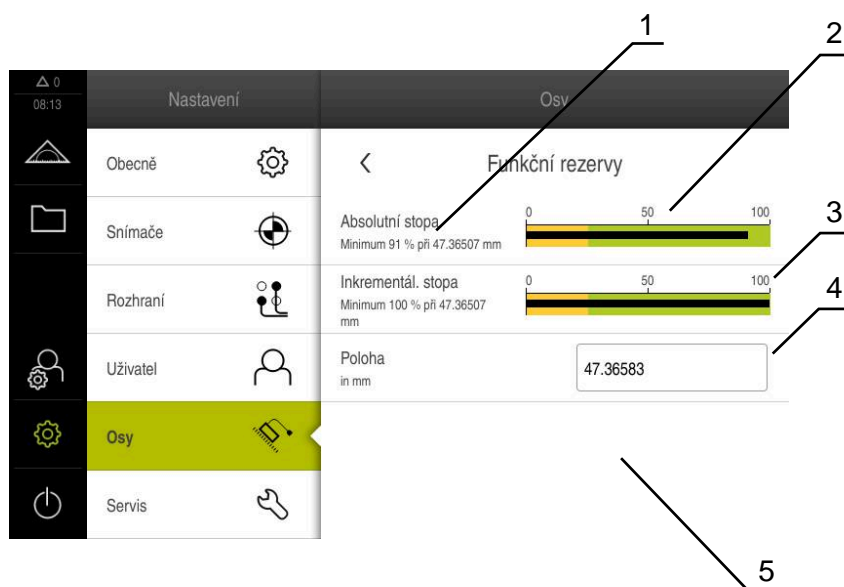 1
2
△ 0
08:13
Nastavení
Osy
Obecně
Funkční rezervy
Absolutní stopa
Minimum 91 % při 47.36507 mm
0 50 100
3
Snímače
Inkrementál. stopa
Minimum 100 % při 47.36507
mm
0 50 100
4
Rozhraní
Poloha
in mm
47.36583
Uživatel
Osy
Servis
5